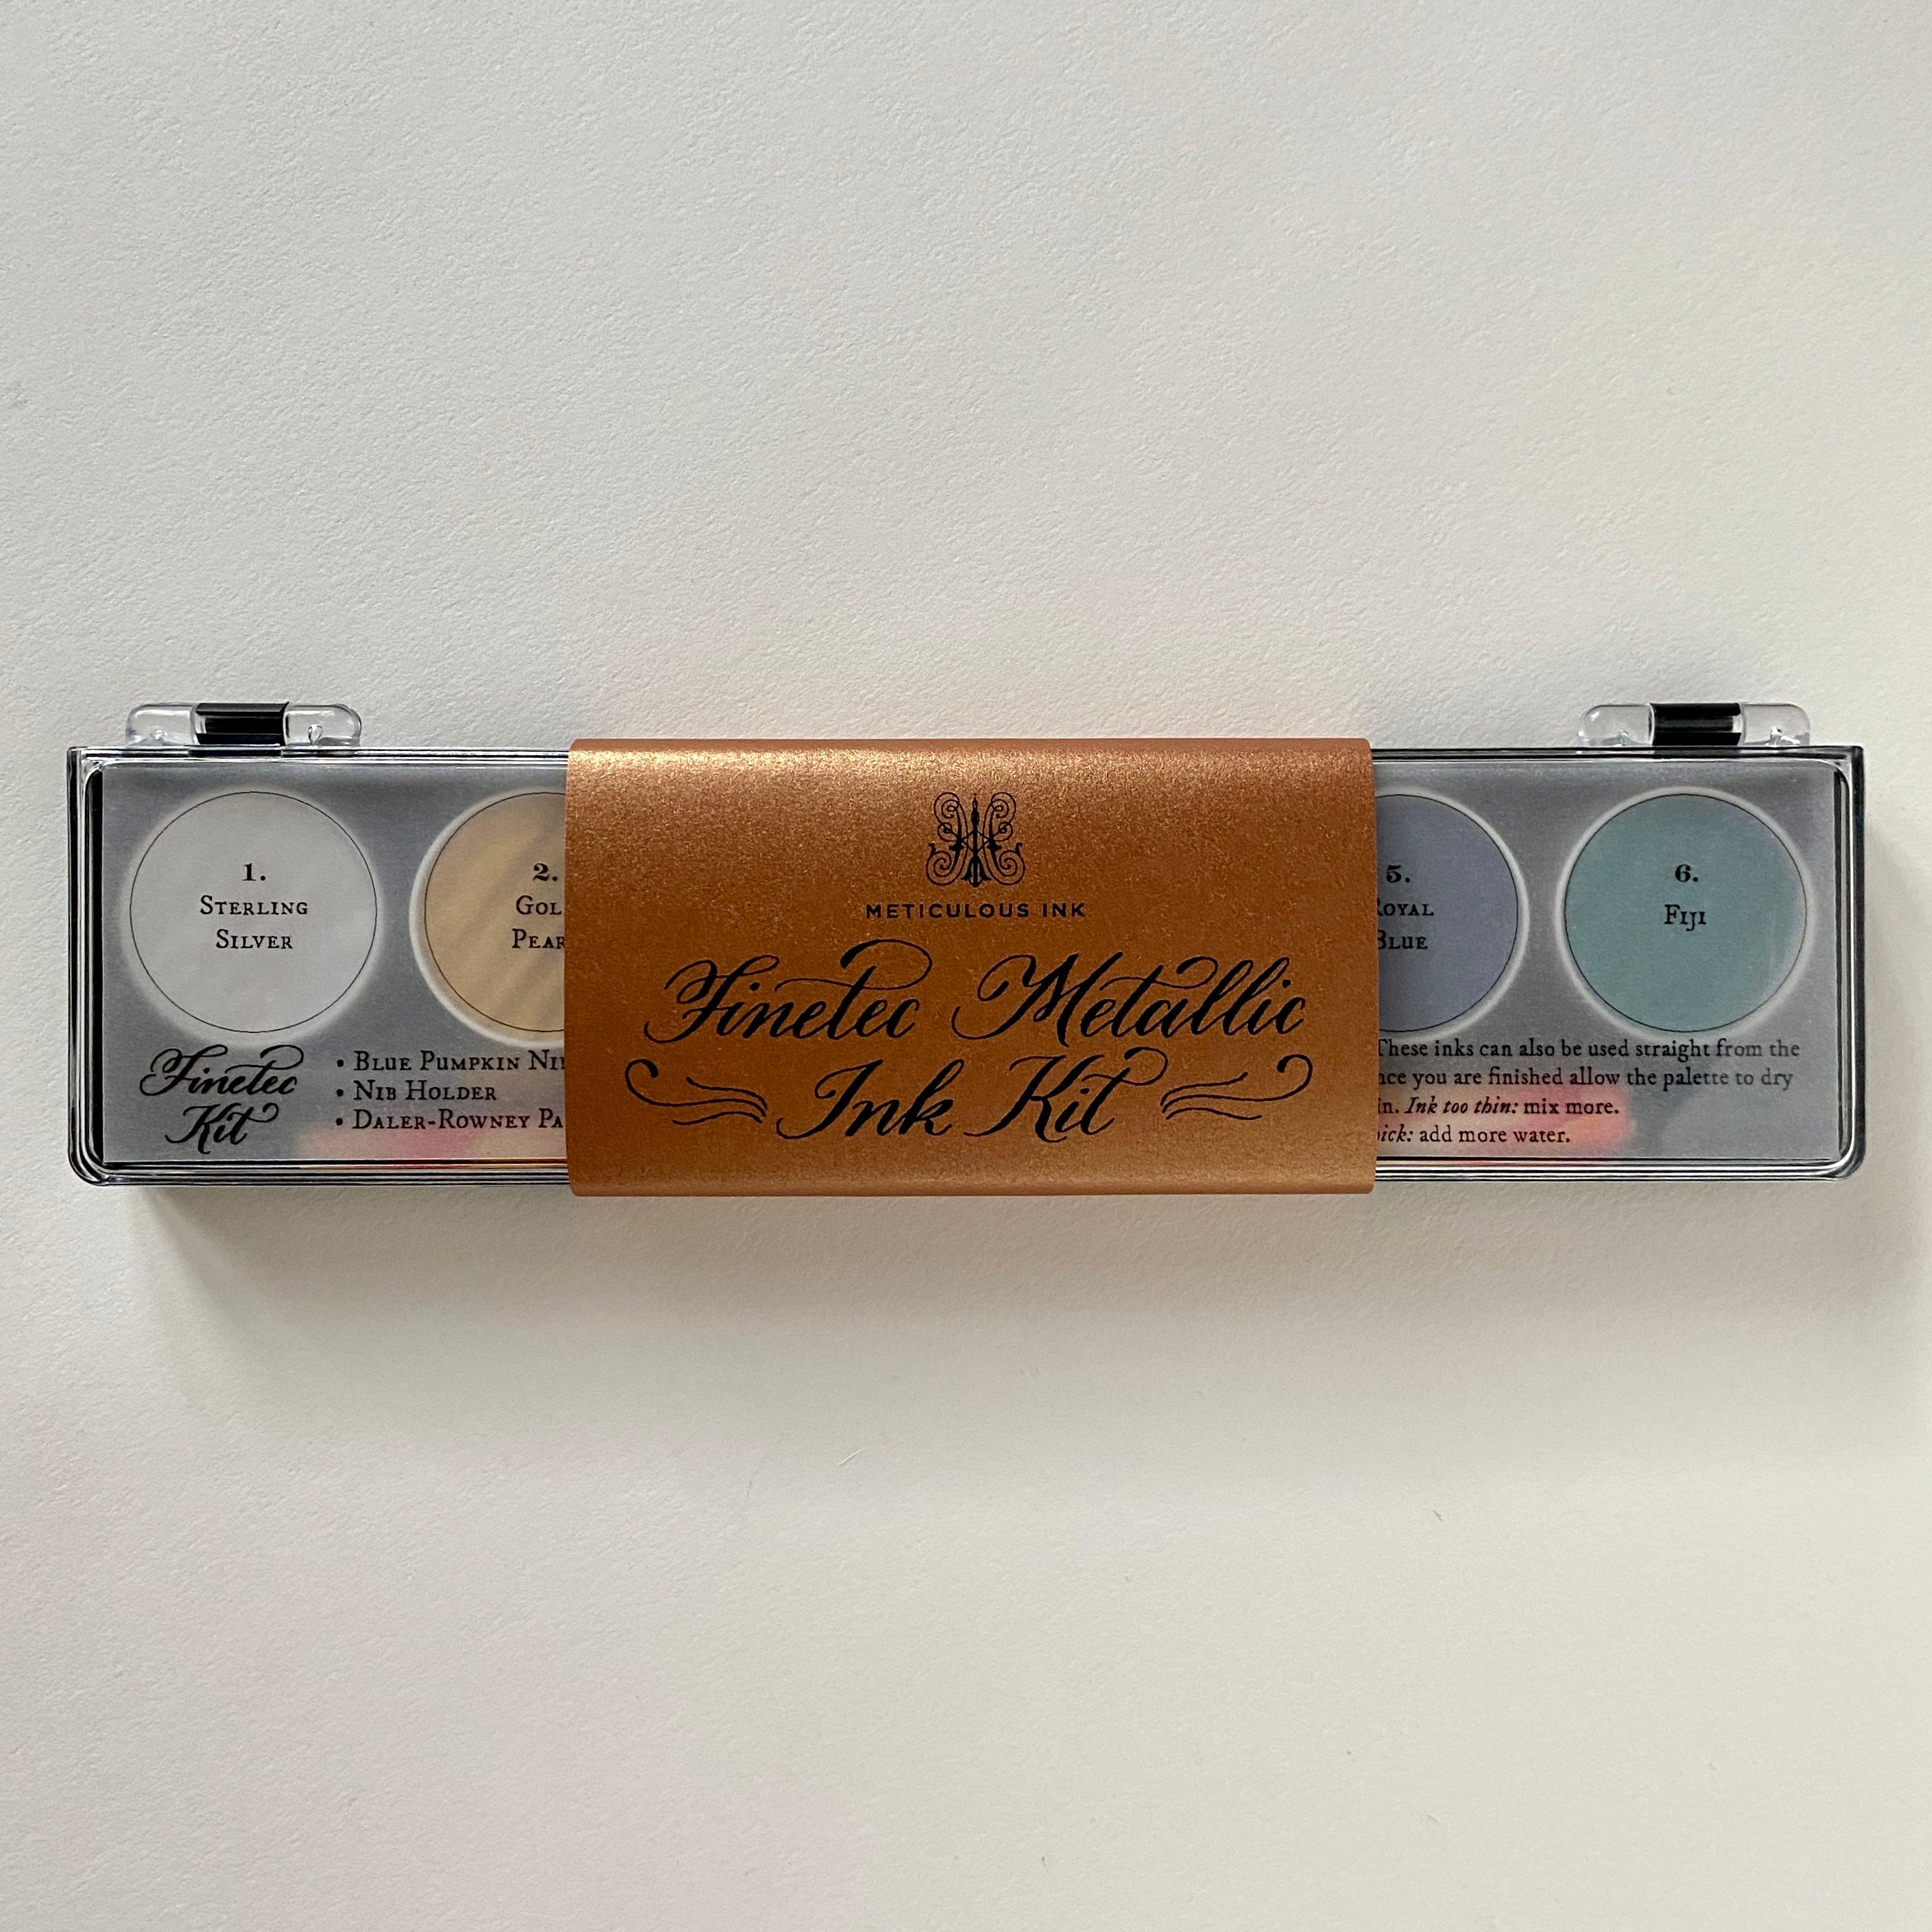 1.
STERLING
SILVER
2.
METICULOUS INK
Finetec Metallic
Ink Kit
5.
BLUE
6.
FIJI
Finetec
Kit
• BLUE PUMPKIN
• NIB HOLDER
• DALER-ROWNEY
These inks can also be used straight from the
you are finished allow the palette to dry
Ink too thin: mix more.
add more water.